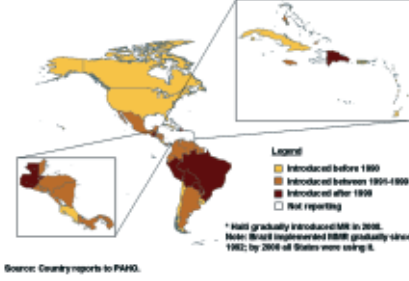 Legend
Introduced before 1990
Introduced between 1991-1999
Introduced after 1999
Not reporting
* Haiti gradually introduced MR in 2008.
Note: Brazil implemented MMR gradually since
1992; by 2000 all States were using it.
Source: Country reports to PAHO.